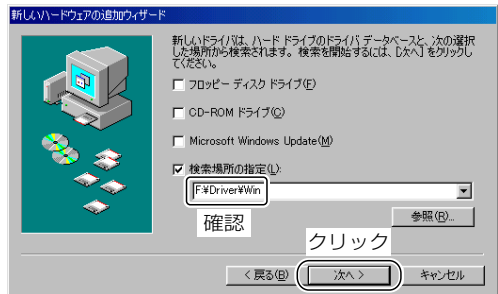 新しいハードウェアの追加ウィザード
新しいドライバは、ハード ドライブのドライバ データベースと、次の選択
した場所から検索されます。 検索を開始するには、[次へ] をクリックし
てください。
フロッピー ディスク ドライブ(F)
CD-ROM ドライブ(C)
Microsoft Windows Update(M)
検索場所の指定(L):
F:¥Driver¥Win
確認
参照(R)...
クリック
< 戻る(B)
次へ >
キャンセル